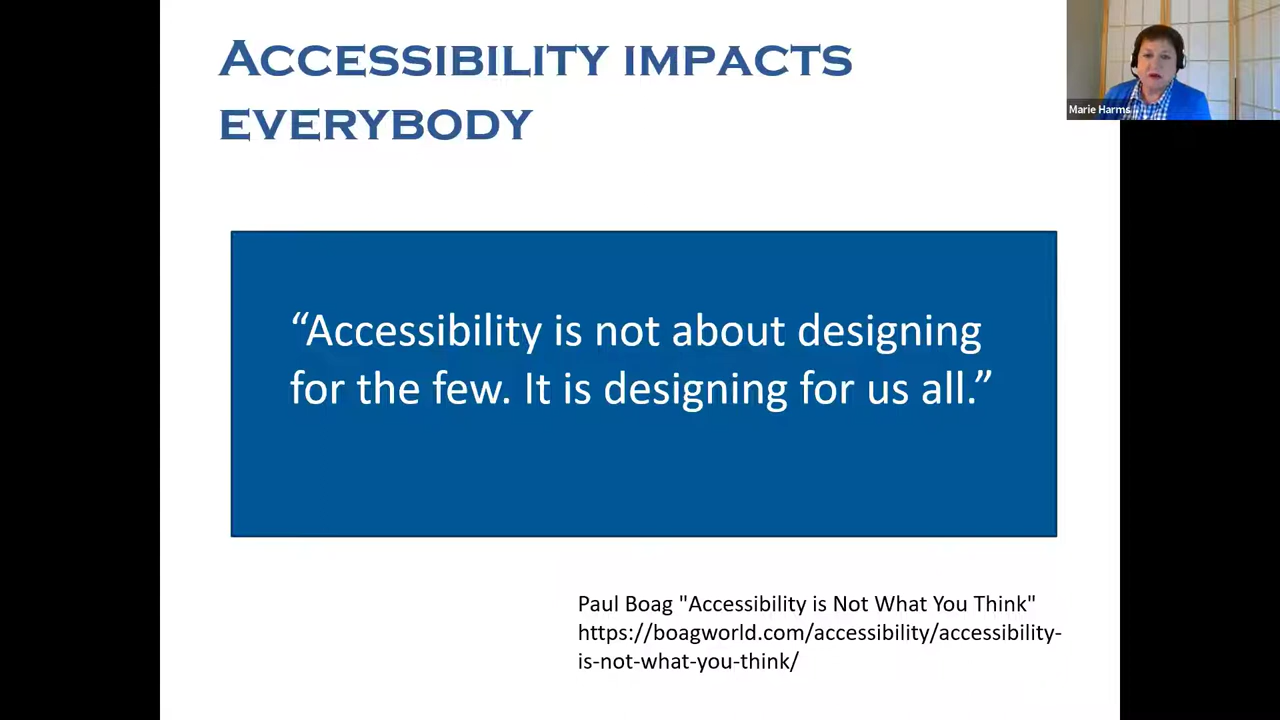 ACCESSIBILITY IMPACTS
EVERYBODY
Marie Harms
“Accessibility is not about designing
for the few. It is designing for us all.”
Paul Boag "Accessibility is Not What You Think"
https://boagworld.com/accessibility/accessibility-
is-not-what-you-think/